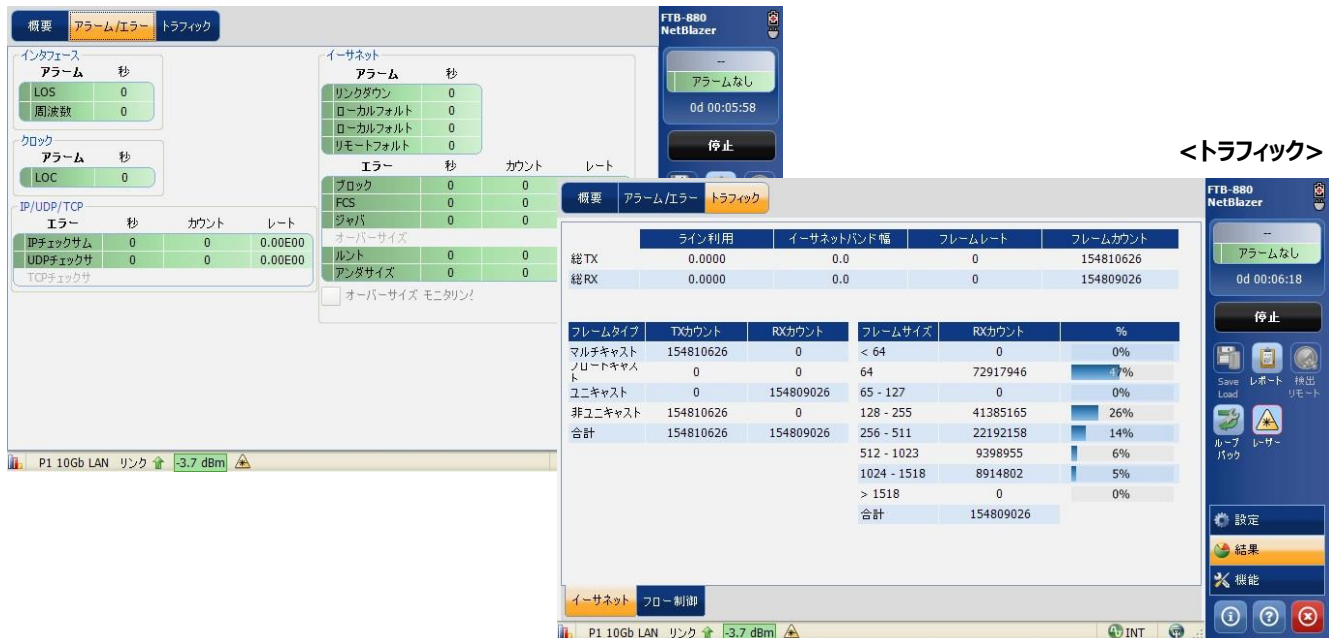 概要 アラーム/エラー トラフィック
FTB-880
NetBlazer
インタフェース
アラーム 秒
LOS 0
周波数 0
クロック
アラーム 秒
LOC 0
IP/UDP/TCP
エラー 秒 カウント レート
IPチェックサム 0 0 0.00E00
UDPチェックサ 0 0 0.00E00
TCPチェックサ
イーサネット
アラーム 秒
リンクダウン 0
ローカルフォルト 0
ローカルフォルト 0
リモートフォルト 0
エラー 秒 カウント レート
ブロック 0 0
FCS 0 0
ジャバ 0 0
オーバーサイズ
ルント 0 0
アンダサイズ 0 0
オーバーサイズ モニタリン
--
アラームなし
0d 00:05:58
停止
P1 10Gb LAN リンク -3.7 dBm
<トラフィック>
概要 アラーム/エラー トラフィック
ライン利用 イーサネットバンド幅 フレームレート フレームカウント
総TX 0.0000 0.0 0 154810626
総RX 0.0000 0.0 0 154809026
フレームタイプ TXカウント RXカウント
マルチキャスト 154810626 0
ブロードキャスト 0 0
ユニキャスト 0 154809026
非ユニキャスト 154810626 0
合計 154810626 154809026
フレームサイズ RXカウント %
< 64 0 0%
64 72917946 47%
65 - 127 0 0%
128 - 255 41385165 26%
256 - 511 22192158 14%
512 - 1023 9398955 6%
1024 - 1518 8914802 5%
> 1518 0 0%
合計 154809026
イーサネット フロー制御
P1 10Gb LAN リンク -3.7 dBm INT
FTB-880
NetBlazer
--
アラームなし
0d 00:06:18
停止
Save
Load
レポート
検出
リモート
ループ
バック
レーザー
設定
結果
機能